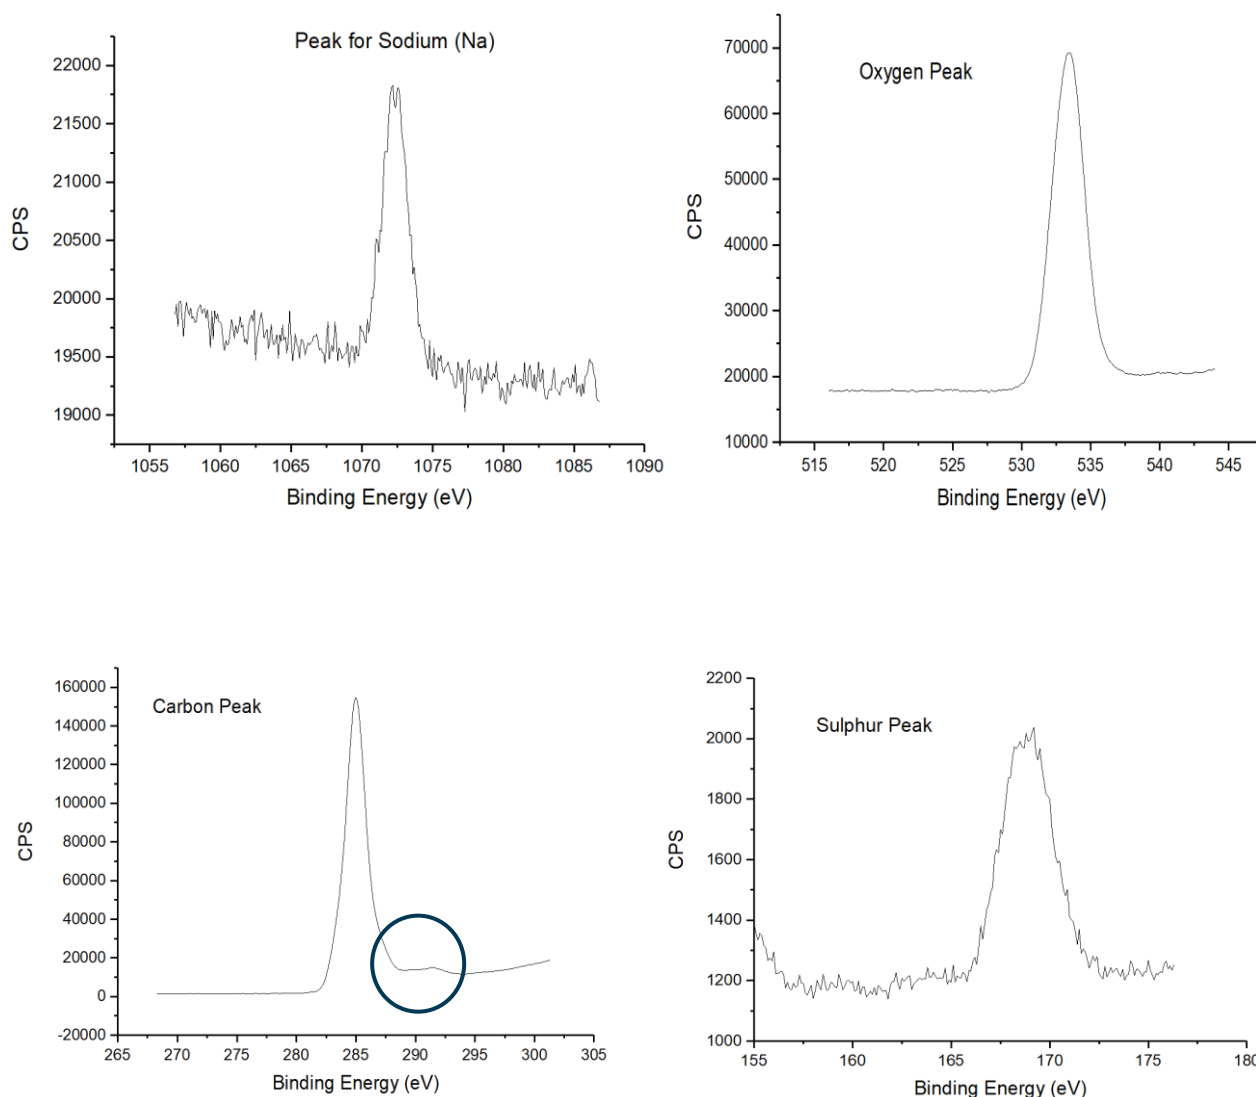 Peak for Sodium (Na)
22000
21500
21000
20500
20000
19500
19000
CPS
1055 1060 1065 1070 1075 1080 1085 1090
Binding Energy (eV)
Oxygen Peak
70000
60000
50000
40000
30000
20000
10000
CPS
515 520 525 530 535 540 545
Binding Energy (eV)
Carbon Peak
160000
140000
120000
100000
80000
60000
40000
20000
0
-20000
CPS
265 270 275 280 285 290 295 300 305
Binding Energy (eV)
Sulphur Peak
2200
2000
1800
1600
1400
1200
1000
CPS
155 160 165 170 175 180
Binding Energy (eV)